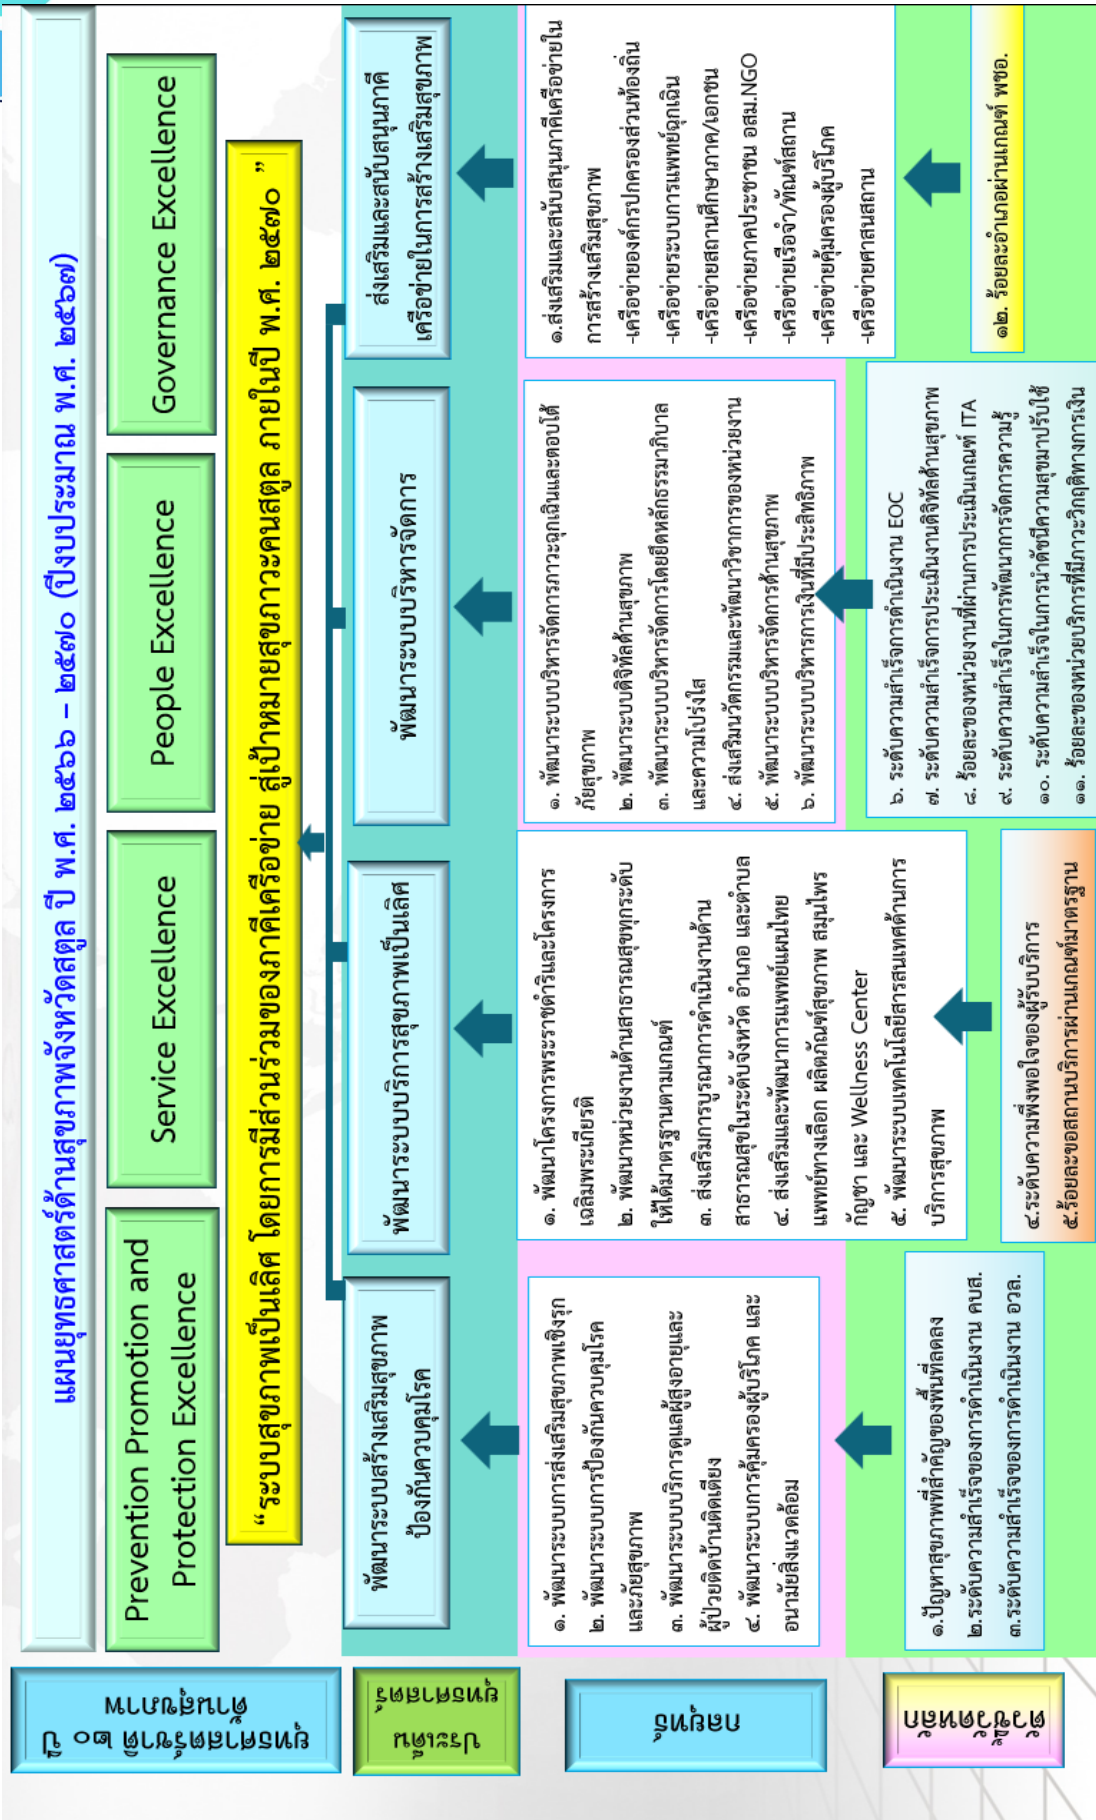 แผนยุทธศาสตร์ด้านสุขภาพจังหวัดสตูล ปี พ.ศ. ๒๕๖๖ – ๒๕๗๐ (ปีงบประมาณ พ.ศ. ๒๕๖๗)
ยุทธศาสตร์ชาติ ๒๐ ปี
ด้านสุขภาพ
Prevention Promotion and
Protection Excellence
Service Excellence
People Excellence
Governance Excellence
“ระบบสุขภาพเป็นเลิศ โดยการมีส่วนร่วมของภาคีเครือข่าย สู่เป้าหมายสุขภาวะคนสตูล ภายในปี พ.ศ. ๒๕๗๐ ”
ประเด็น
ยุทธศาสตร์
พัฒนาระบบสร้างเสริมสุขภาพ
ป้องกันควบคุมโรค
พัฒนาระบบบริการสุขภาพเป็นเลิศ
พัฒนาระบบบริหารจัดการ
ส่งเสริมและสนับสนุนภาคี
เครือข่ายในการสร้างเสริมสุขภาพ
กลยุทธ์
๑. พัฒนาระบบการส่งเสริมสุขภาพเชิงรุก
๒. พัฒนาระบบการป้องกันควบคุมโรค
และภัยสุขภาพ
๓. พัฒนาระบบบริการดูแลผู้สูงอายุและ
ผู้ป่วยติดบ้านติดเตียง
๔. พัฒนาระบบการคุ้มครองผู้บริโภค และ
อนามัยสิ่งแวดล้อม
๑. พัฒนาโครงการพระราชดำริและโครงการ
เฉลิมพระเกียรติ
๒. พัฒนาหน่วยงานด้านสาธารณสุขทุกระดับ
ให้ได้มาตรฐานตามเกณฑ์
๓. ส่งเสริมการบูรณาการดำเนินงานด้าน
สาธารณสุขในระดับจังหวัด อำเภอ และตำบล
๔. ส่งเสริมและพัฒนาการแพทย์แผนไทย
แพทย์ทางเลือก ผลิตภัณฑ์สุขภาพ สมุนไพร
กัญชา และ Wellness Center
๕. พัฒนาระบบเทคโนโลยีสารสนเทศด้านการ
บริการสุขภาพ
๑. พัฒนาระบบบริหารจัดการภาวะฉุกเฉินและตอบโต้
ภัยสุขภาพ
๒. พัฒนาระบบดิจิทัลด้านสุขภาพ
๓. พัฒนาระบบบริหารจัดการโดยยึดหลักธรรมาภิบาล
และความโปร่งใส
๔. ส่งเสริมนวัตกรรมและพัฒนาวิชาการของหน่วยงาน
๕. พัฒนาระบบบริหารจัดการด้านสุขภาพ
๖. พัฒนาระบบบริหารการเงินที่มีประสิทธิภาพ
๑.ส่งเสริมและสนับสนุนภาคีเครือข่ายใน
การสร้างเสริมสุขภาพ
-เครือข่ายองค์กรปกครองส่วนท้องถิ่น
-เครือข่ายระบบการแพทย์ฉุกเฉิน
-เครือข่ายสถานศึกษาภาค/เอกชน
-เครือข่ายภาคประชาชน อสม.NGO
-เครือข่ายเรือจำ/ทัณฑ์สถาน
-เครือข่ายคุ้มครองผู้บริโภค
-เครือข่ายศาสนสถาน
ตัวชี้วัดหลัก
๑.ปัญหาสุขภาพที่สำคัญของพื้นที่ลดลง
๒.ระดับความสำเร็จของการดำเนินงาน คบส.
๓.ระดับความสำเร็จของการดำเนินงาน อวล.
๔.ระดับความพึงพอใจของผู้รับบริการ
๕.ร้อยละขอสถานบริการผ่านเกณฑ์มาตรฐาน
๖. ระดับความสำเร็จการดำเนินงาน EOC
๗. ระดับความสำเร็จการประเมินงานดิจิทัลด้านสุขภาพ
๘. ร้อยละของหน่วยงานที่ผ่านการประเมินเกณฑ์ ITA
๙. ระดับความสำเร็จในการพัฒนาการจัดการความรู้
๑๐. ระดับความสำเร็จในการนำดัชนีความสุขมาปรับใช้
๑๑. ร้อยละของหน่วยบริการที่มีภาวะวิกฤติทางการเงิน
๑๒. ร้อยละอำเภอผ่านเกณฑ์ พชอ.